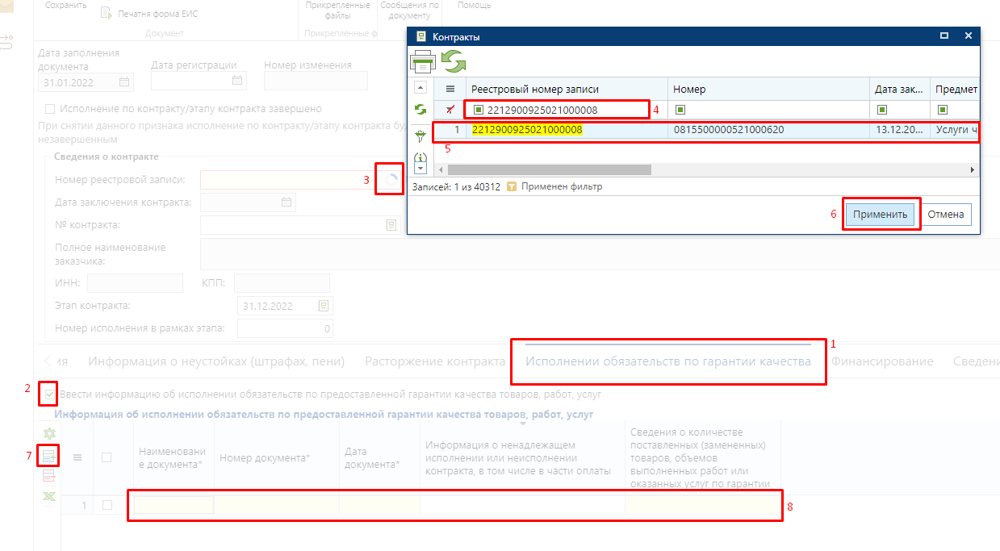 Сохранить
Печатня форма ЕИС
Документ
Прикрепленные
файлы
Прикрепленные ф
Сообщения по
документу
Помощь
Дата заполнения
документа
31.01.2022
Дата регистрации
Номер изменения
Исполнение по контракту/этапу контракта завершено
При снятии данного признака исполнение по контракту/этапу контракта бу
незавершенным
Сведения о контракте
Номер реестровой записи:
3
Дата заключения контракта:
№ контракта:
Полное наименование
заказчика:
ИНН:
КПП:
Этап контракта:
31.12.2022
Номер исполнения в рамках этапа:
0
Контракты
Реестровый номер записи
Номер
Дата зак...
Предмет
2212900925021000008
4
1
2212900925021000008
0815500000521000620
13.12.20...
Услуги ч
5
Записей: 1 из 40312
Применен фильтр
6
Применить
Отмена
ия
Информация о неустойках (штрафах, пени)
Расторжение контракта
Исполнении обязательств по гарантии качества
1
Финансирование
Сведени
2
Ввести информацию об исполнении обязательств по предоставленной гарантии качества товаров, работ, услуг
Информация об исполнении обязательств по предоставленной гарантии качества товаров, работ, услуг
7
Наименовани
е документа*
Номер документа*
Дата
документа*
Информация о ненадлежащем
исполнении или неисполнении
контракта, в том числе в части оплаты
Сведения о количестве
поставленных (замененных)
товаров, объемов
выполненных работ или
оказанных услуг по гарантии
1
8